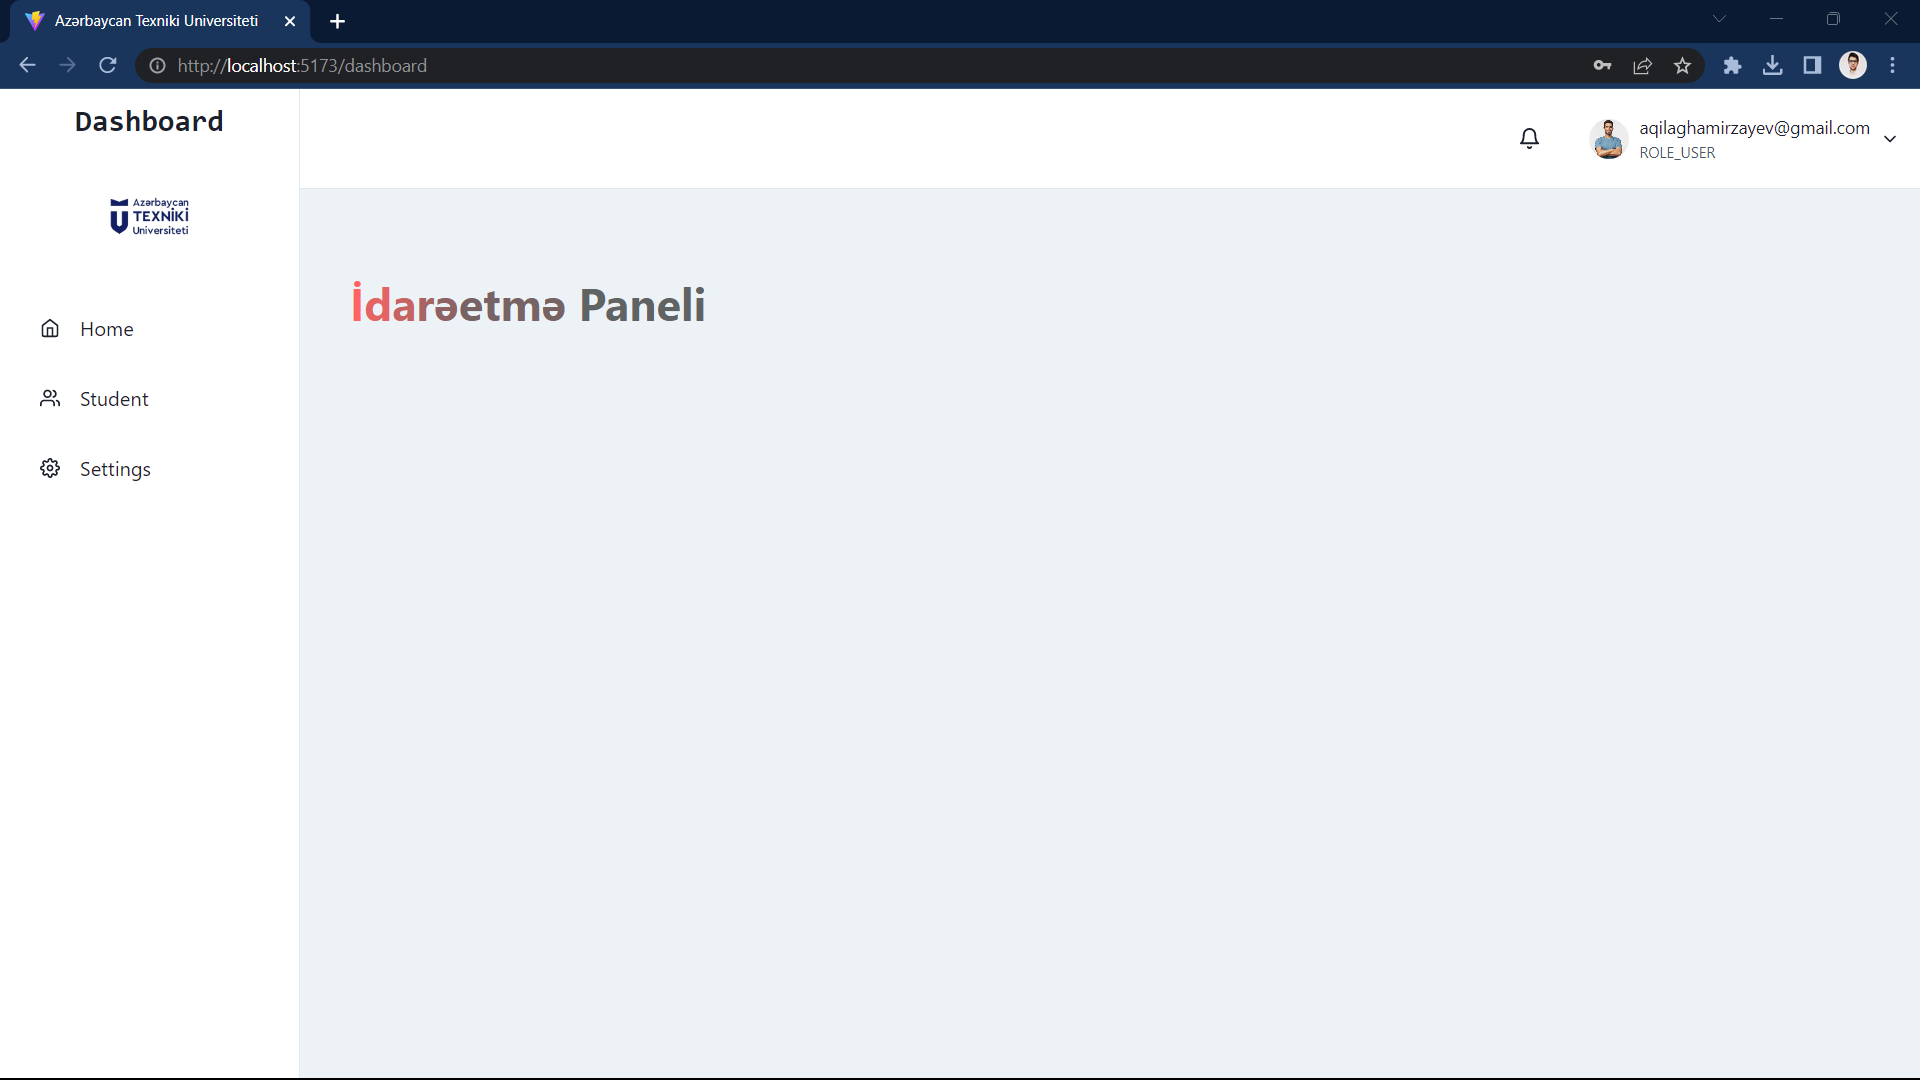 Azərbaycan Texniki Universiteti
http://localhost:5173/dashboard
Dashboard
aqilaghamirzayev@gmail.com
ROLE_USER
Azərbaycan
TEXNİKİ
Universiteti
İdarəetmə Paneli
Home
Student
Settings